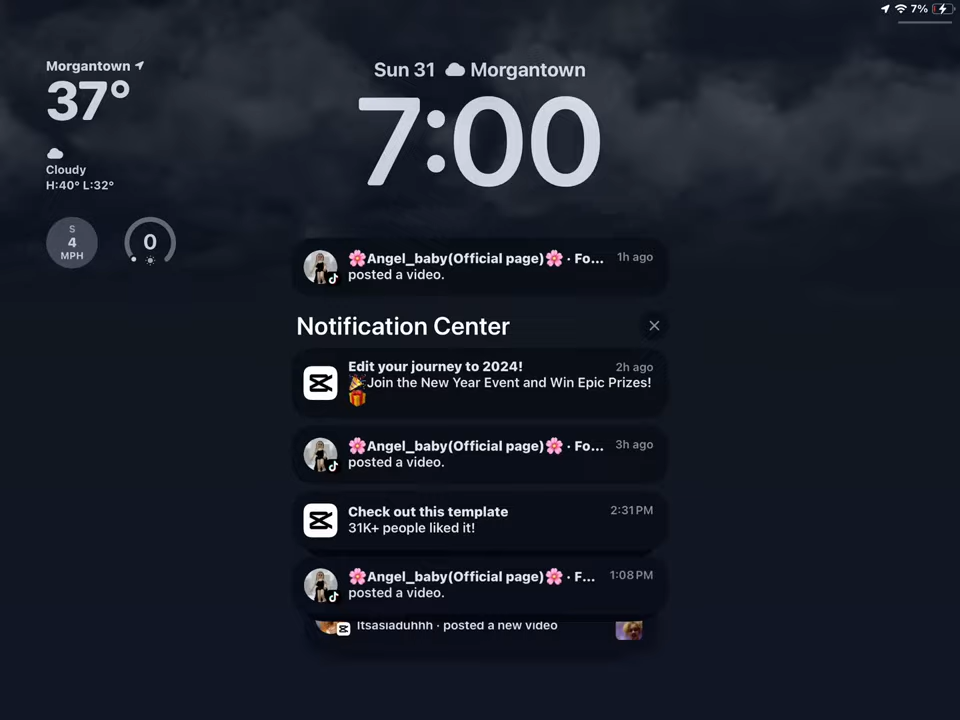 7%
Morgantown
37°
Cloudy
H:40° L:32°
S
4
MPH
0
Sun 31 Morgantown
7:00
🌸Angel_baby(Official page)🌸 · Fo... 1h ago
posted a video.
Notification Center
Edit your journey to 2024! 2h ago
🎉Join the New Year Event and Win Epic Prizes!
🎁
🌸Angel_baby(Official page)🌸 · Fo... 3h ago
posted a video.
Check out this template 2:31 PM
31K+ people liked it!
🌸Angel_baby(Official page)🌸 · F... 1:08 PM
posted a video.
Itsasiaduhhh · posted a new video